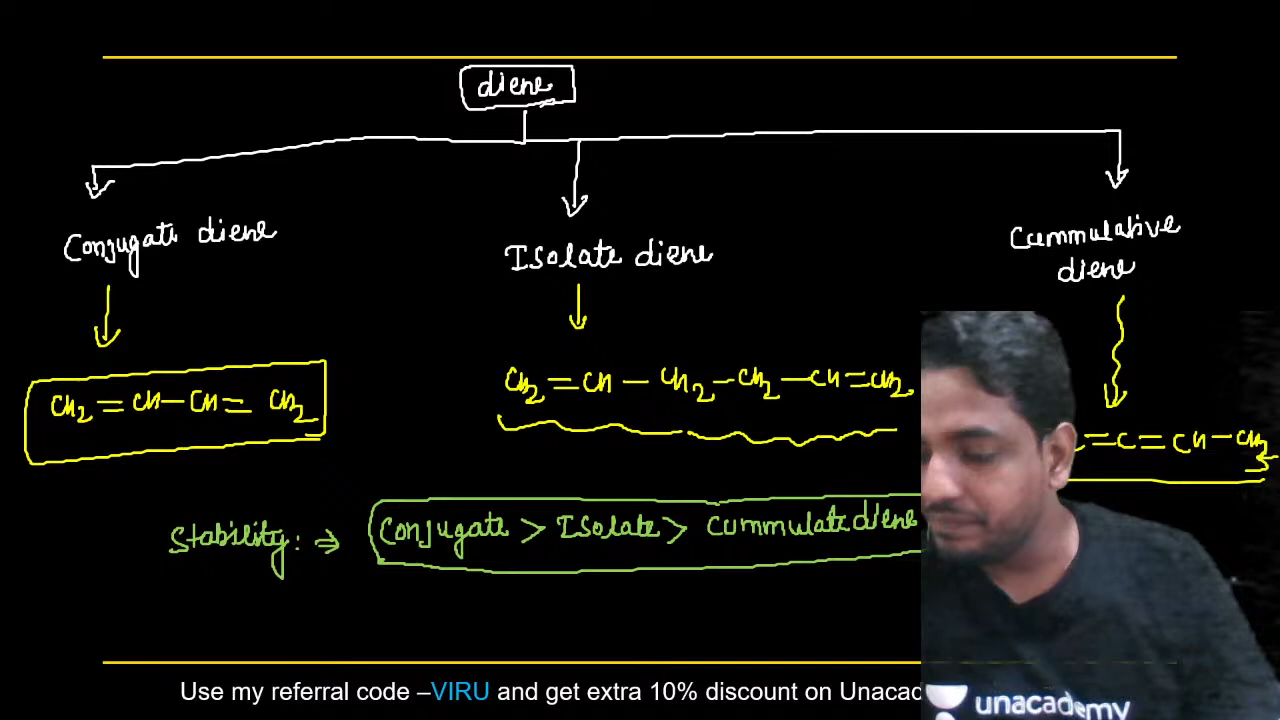 diene
Conjugate diene
Isolate diene
Cummulative
diene
CH2=CH-CH=CH2
CH2=CH-CH2-CH2-CH=CH2
=C=CH-CH3
Stability: ⇒ Conjugate > Isolate > Cummulate diene
Use my referral code –VIRU and get extra 10% discount on Unacad
unacademy